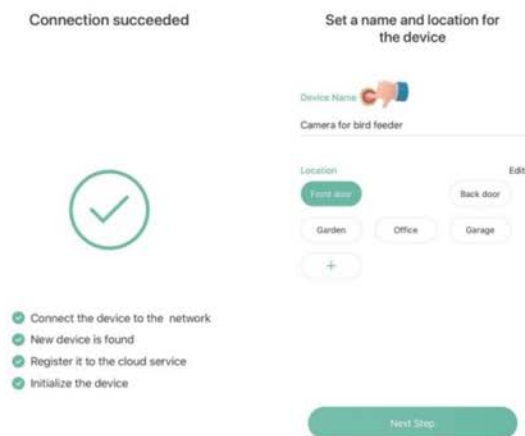 Connection succeeded
Connect the device to the network
New device is found
Register it to the cloud service
Initialize the device
Set a name and location for
the device
Device Name
Camera for bird feeder
Location
Edit
Front door
Back door
Garden
Office
Garage
+
Next Step